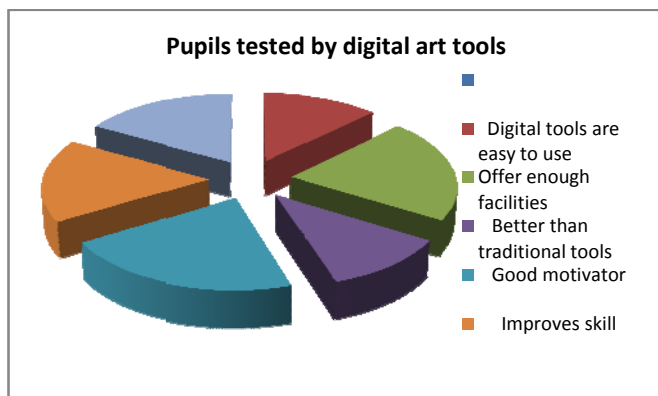 Pupils tested by digital art tools
Digital tools are
easy to use
Offer enough
facilities
Better than
traditional tools
Good motivator
Improves skill